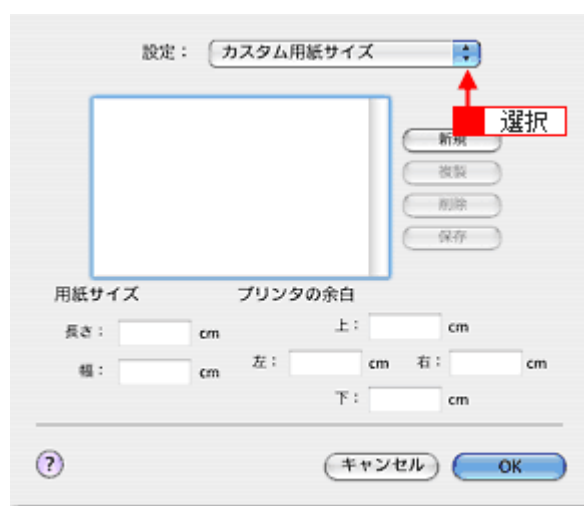 設定： カスタム用紙サイズ
選択
新規
複製
削除
保存
用紙サイズ プリンタの余白
長さ： cm
上： cm
幅： cm
左： cm 右： cm
下： cm
? キャンセル OK